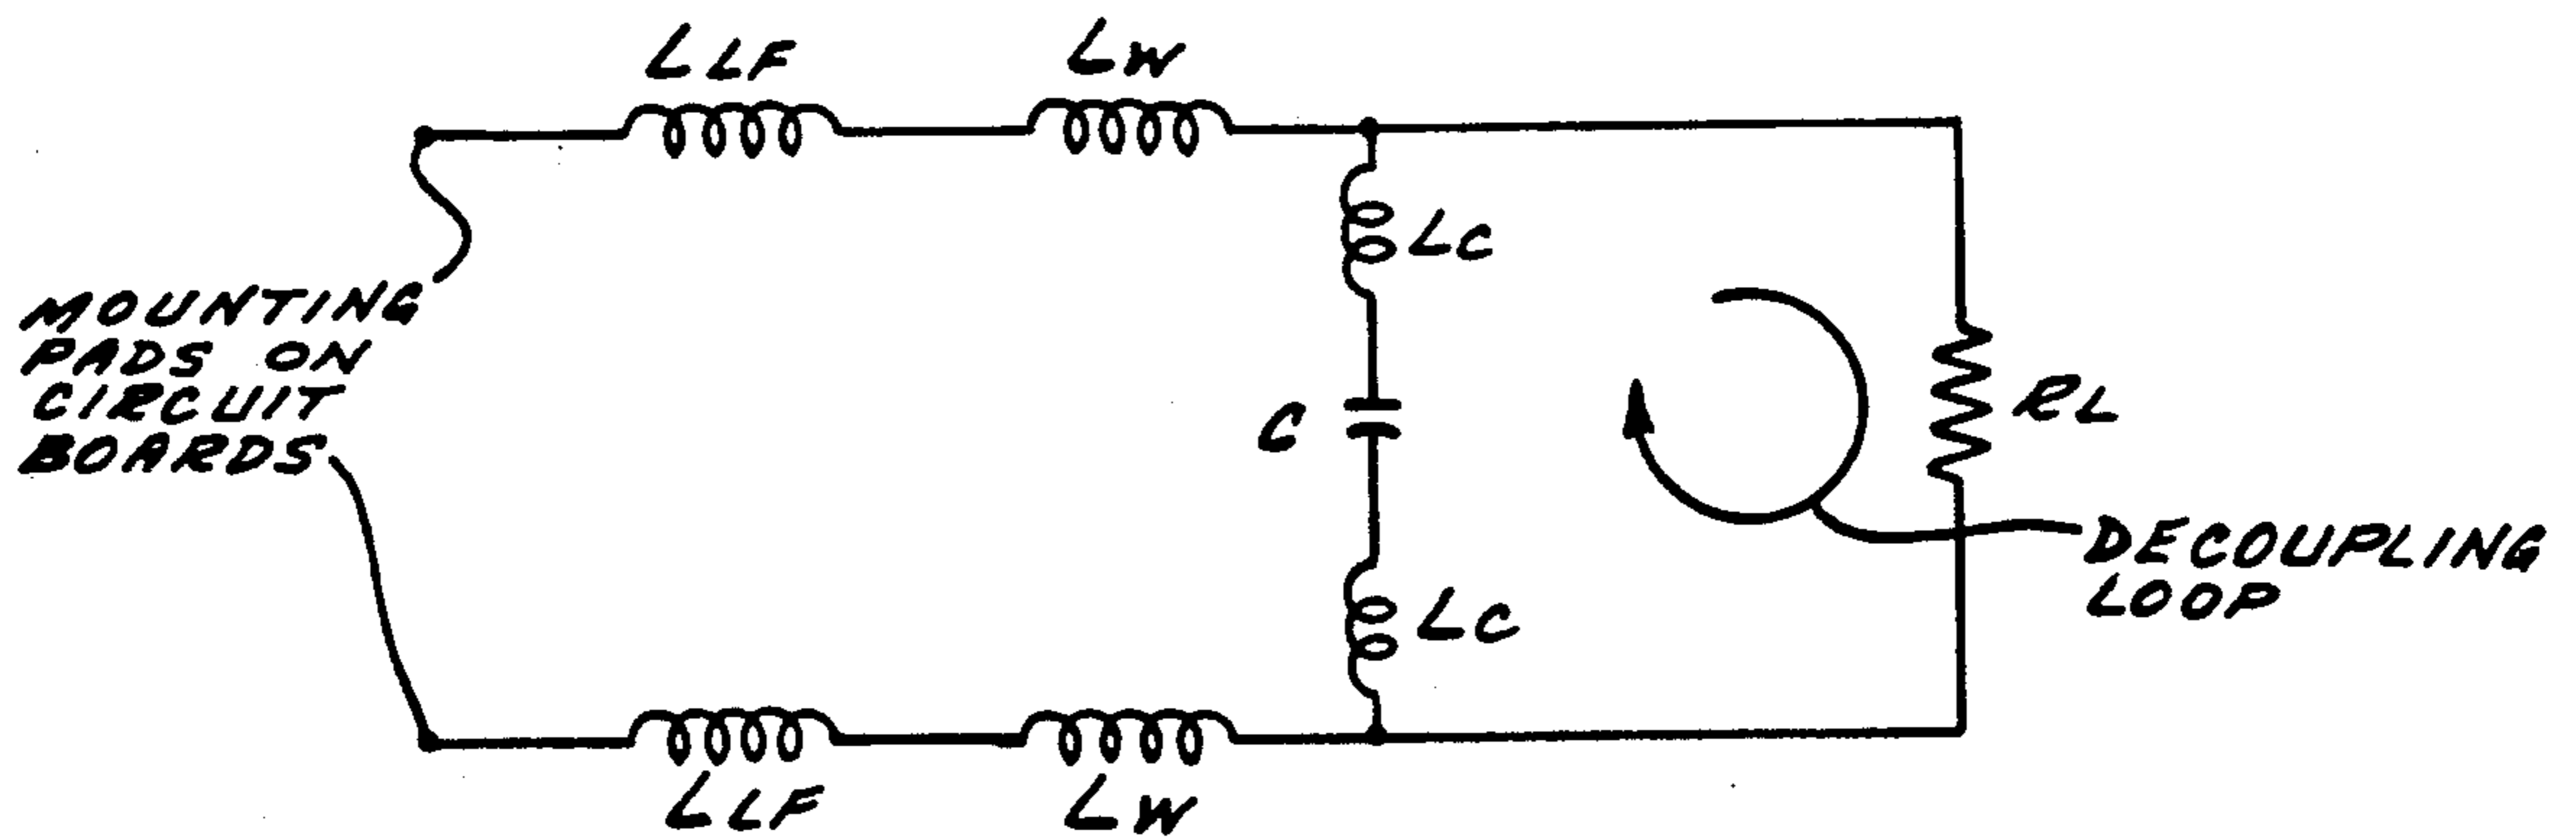 LLF
LW
LC
MOUNTING
PADS ON
CIRCUIT
BOARDS
C
RL
DECOUPLING
LOOP
LC
LLF
LW